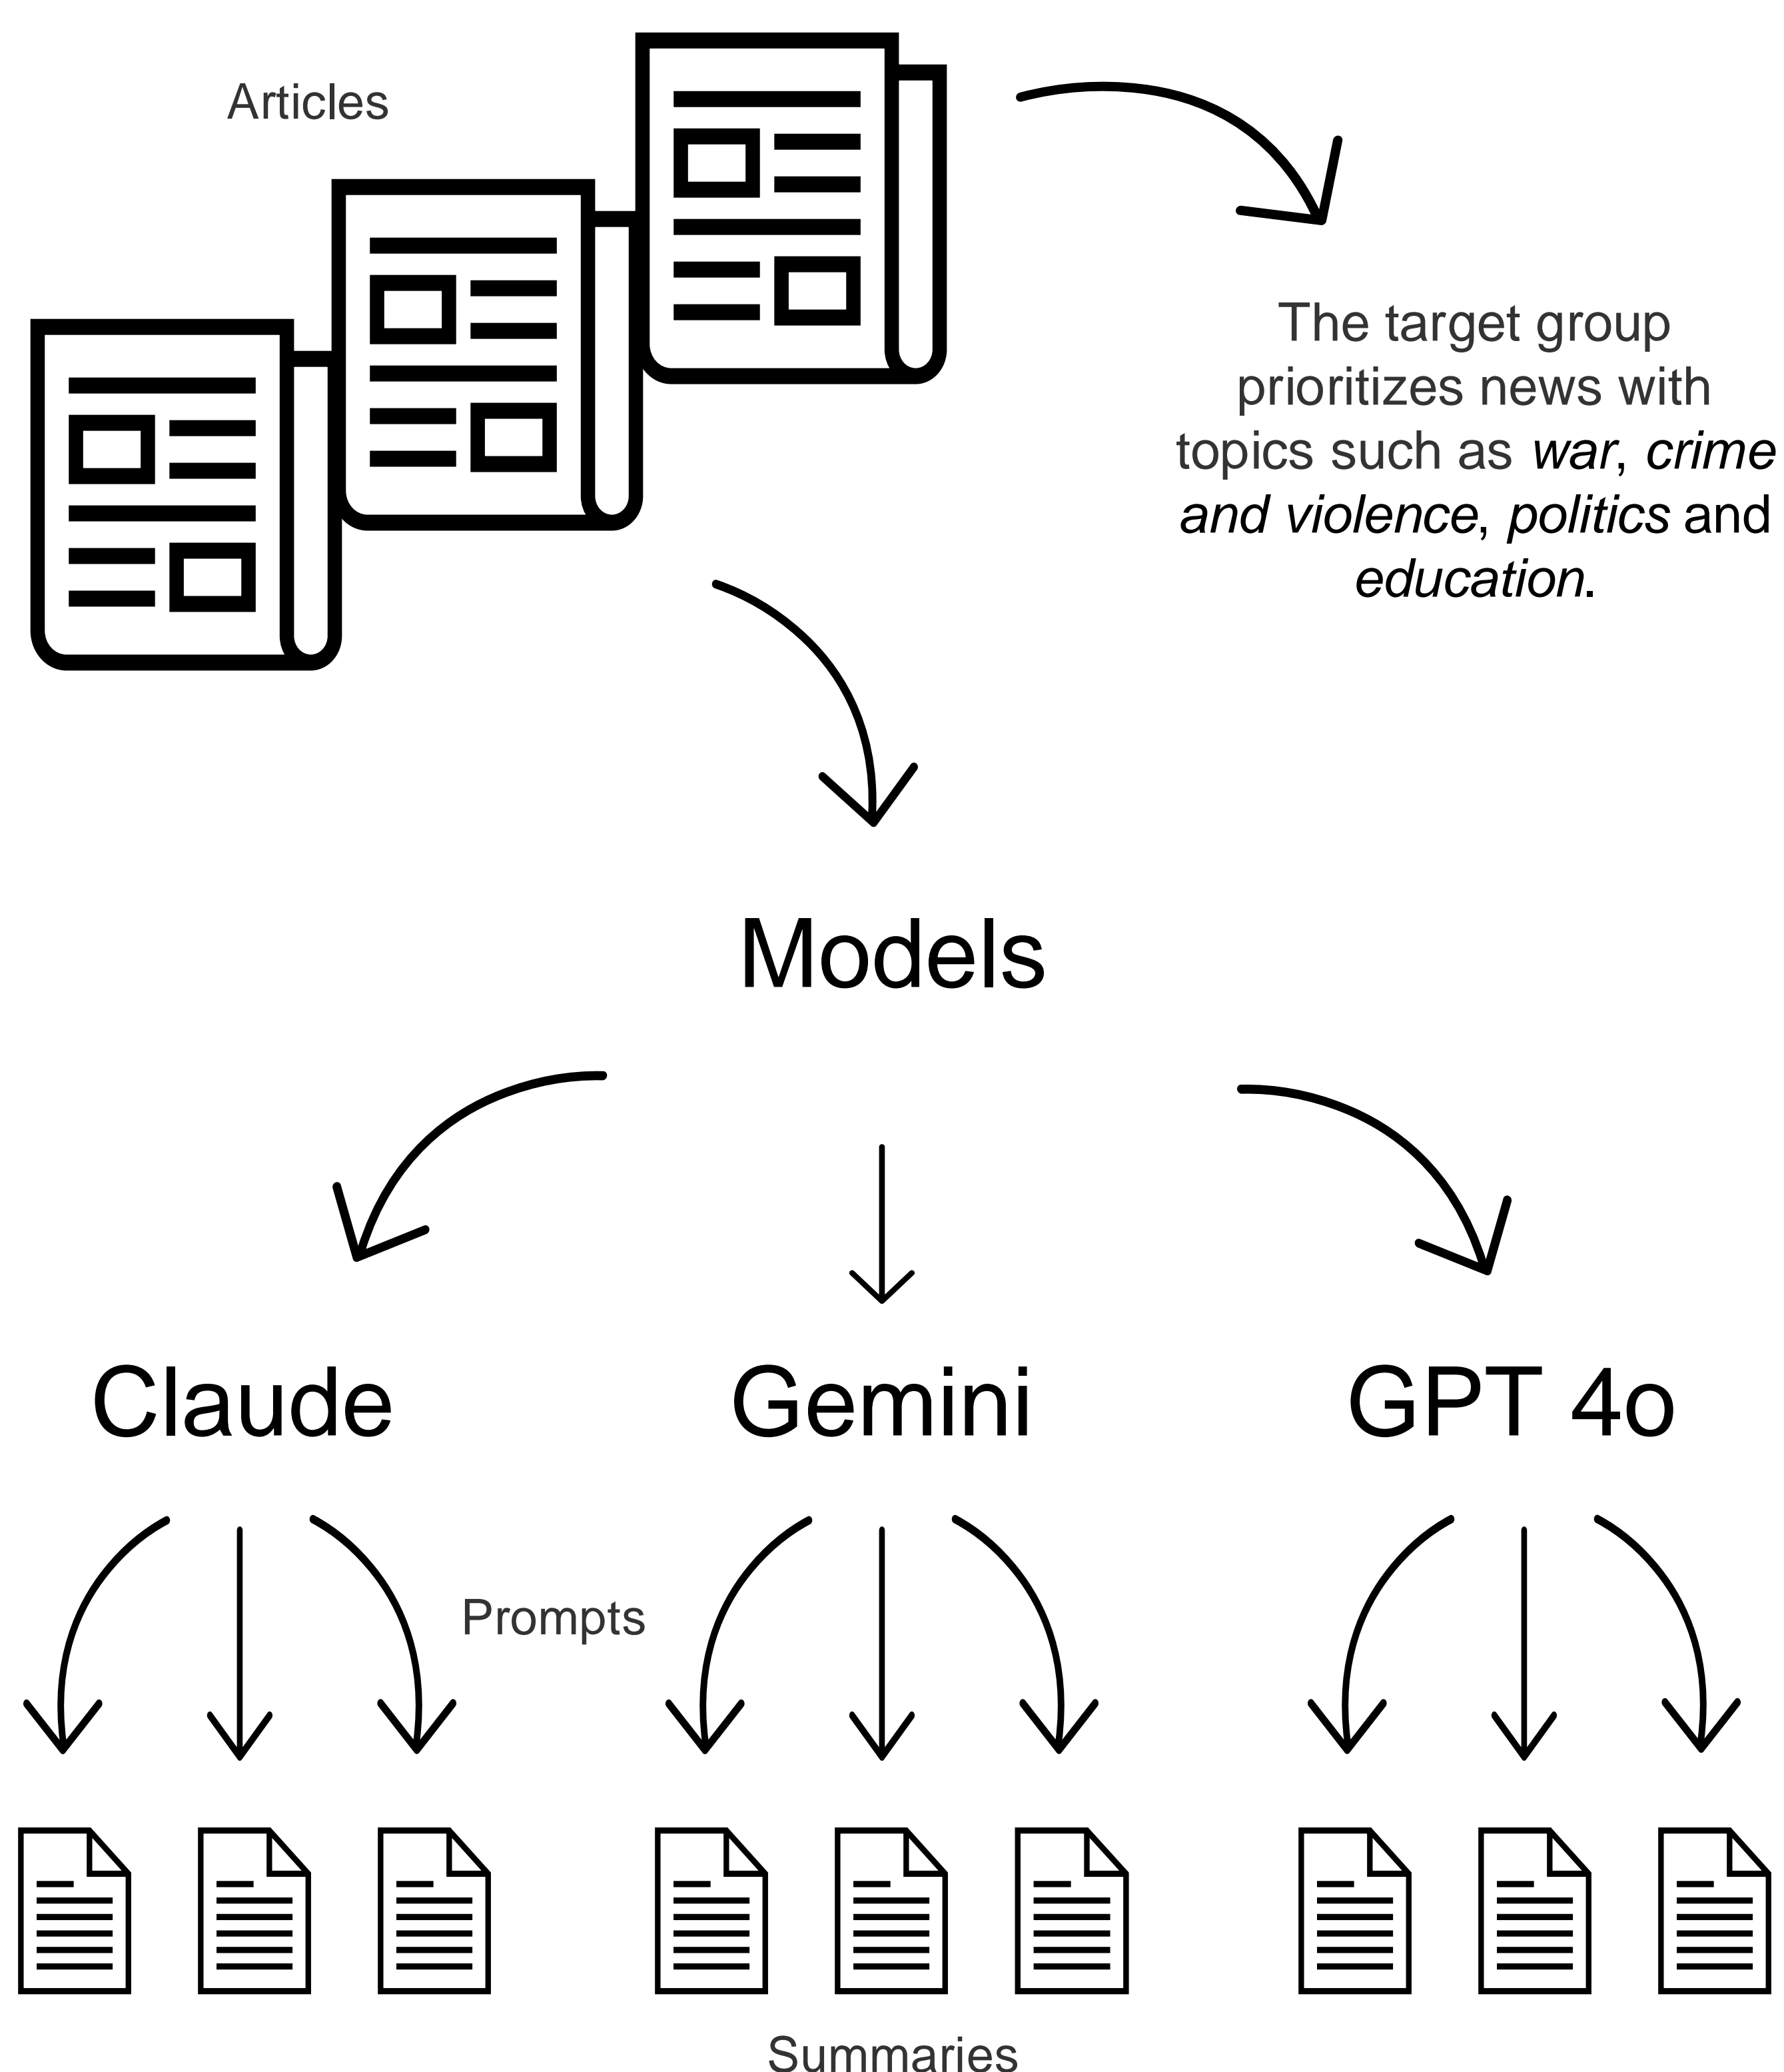 Articles
The target group
prioritizes news with
topics such as war, crime
and violence, politics and
education.
Models
Claude
Gemini
GPT 4o
Prompts
Summaries